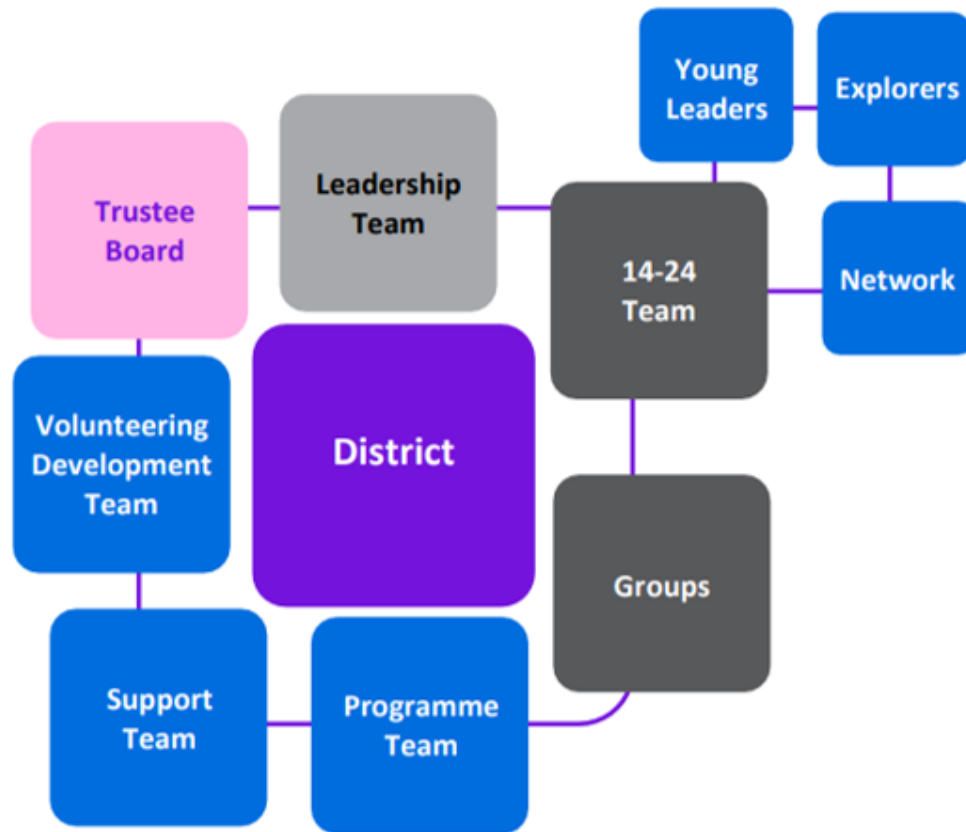 Young
Leaders
Explorers
Leadership
Team
Trustee
Board
14-24
Team
Network
Volunteering
Development
Team
District
Groups
Support
Team
Programme
Team